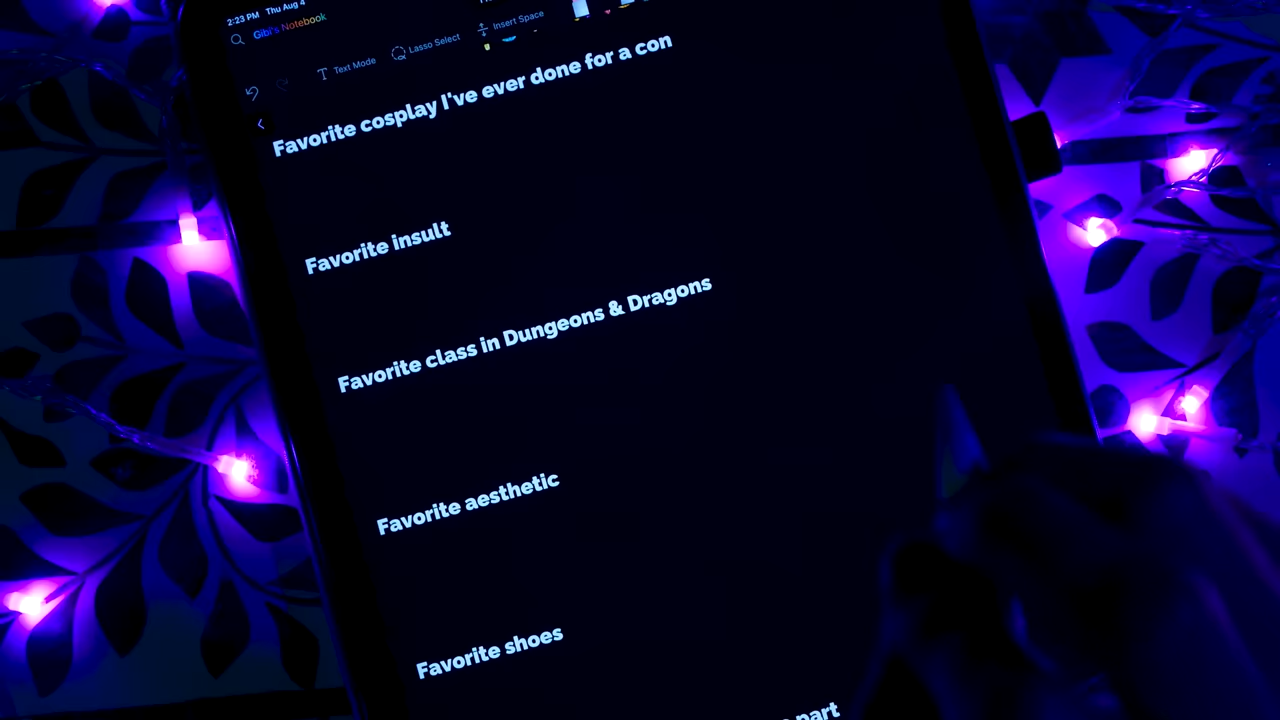 2:23 PM Thu Aug 4
Gibi's Notebook
Text Mode
Lasso Select
Insert Space
Favorite cosplay I've ever done for a con
Favorite insult
Favorite class in Dungeons & Dragons
Favorite aesthetic
Favorite shoes
part